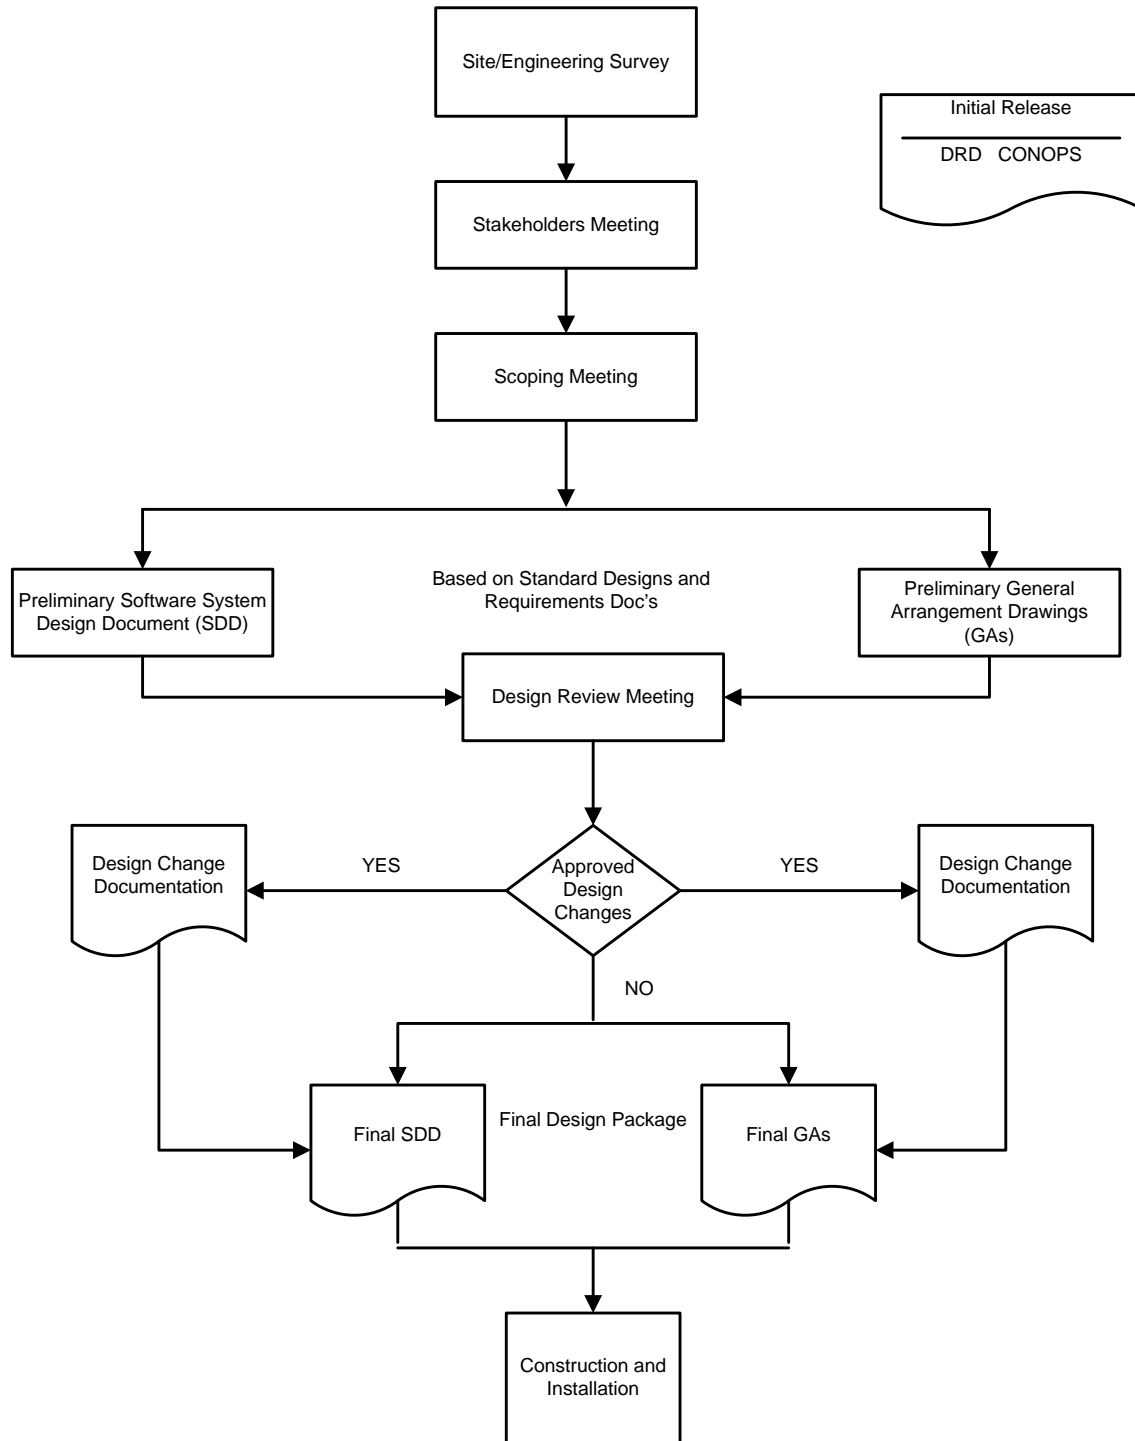 Site/Engineering Survey
Initial Release
DRD CONOPS
Stakeholders Meeting
Scoping Meeting
Based on Standard Designs and
Requirements Doc's
Preliminary Software System
Design Document (SDD)
Preliminary General
Arrangement Drawings
(GAs)
Design Review Meeting
Design Change
Documentation
YES
Approved
Design
Changes
YES
Design Change
Documentation
NO
Final SDD
Final Design Package
Final GAs
Construction and
Installation